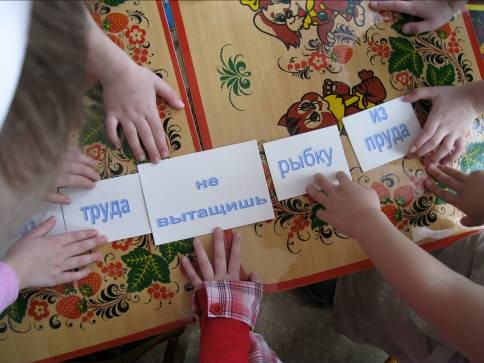 труда
не
вытащишь
рыбку
из
пруда